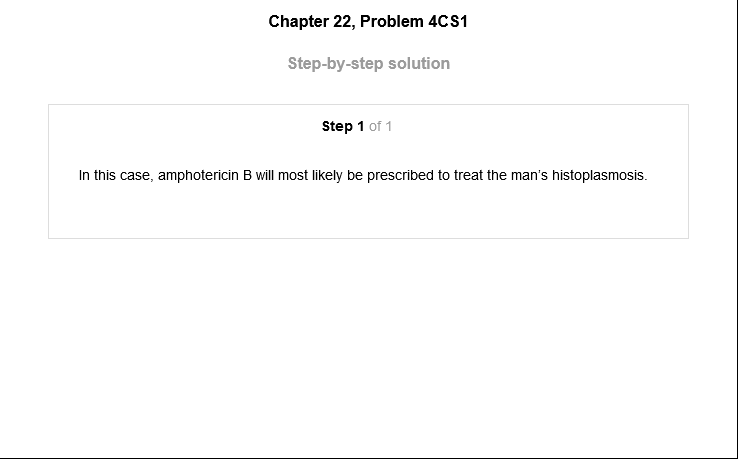 Chapter 22, Problem 4CS1
Step-by-step solution
Step 1 of 1
In this case, amphotericin B will most likely be prescribed to treat the man's histoplasmosis.